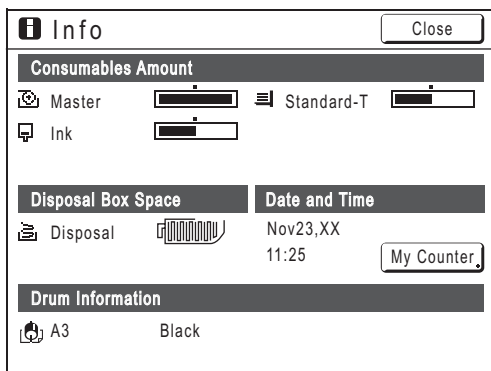 Info
Close
Consumables Amount
Master
Standard-T
Ink
Disposal Box Space
Date and Time
Disposal
Nov23,XX
11:25
My Counter
Drum Information
A3 Black